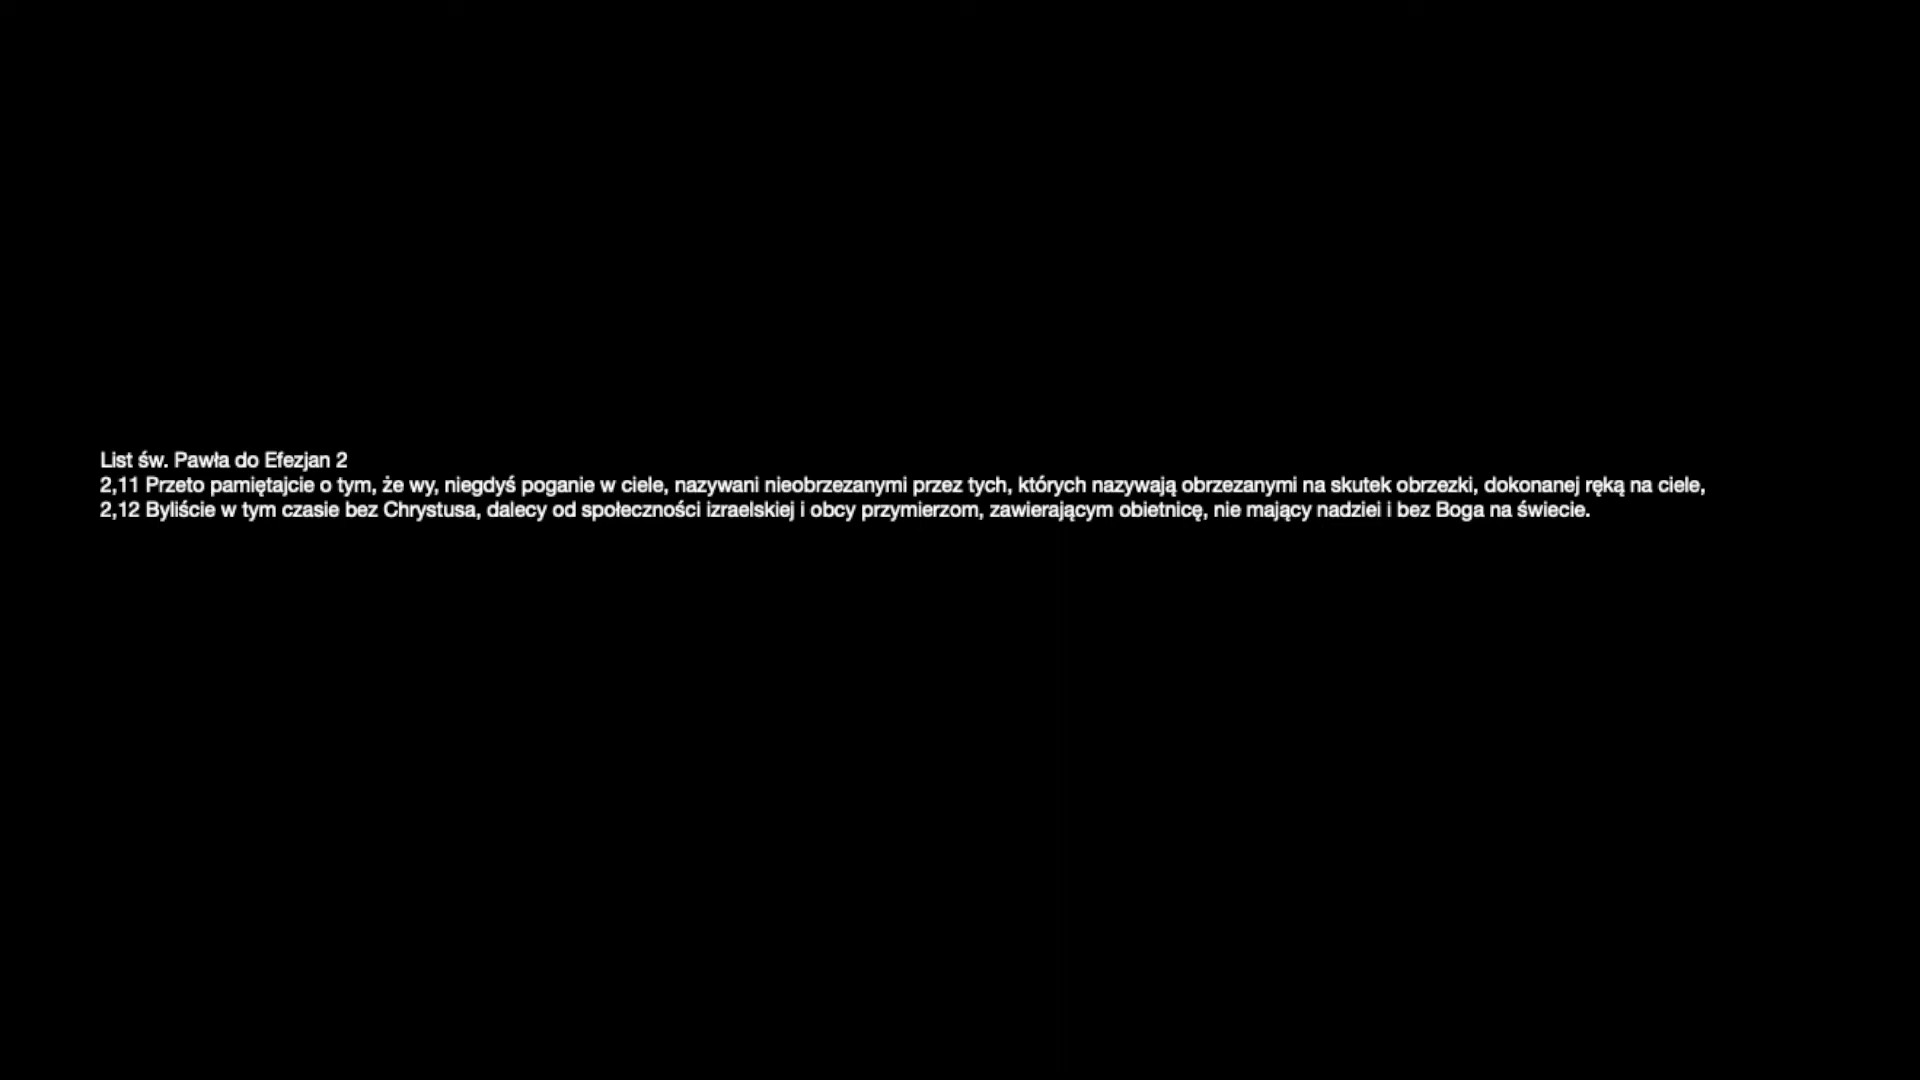 List św. Pawła do Efezjan 2
2,11 Przeto pamiętajcie o tym, że wy, niegdyś poganie w ciele, nazywani nieobrzezanymi przez tych, których nazywają obrzezanymi na skutek obrzezki, dokonanej ręką na ciele,
2,12 Byliście w tym czasie bez Chrystusa, dalecy od społeczności izraelskiej i obcy przymierzom, zawierającym obietnicę, nie mający nadziei i bez Boga na świecie.